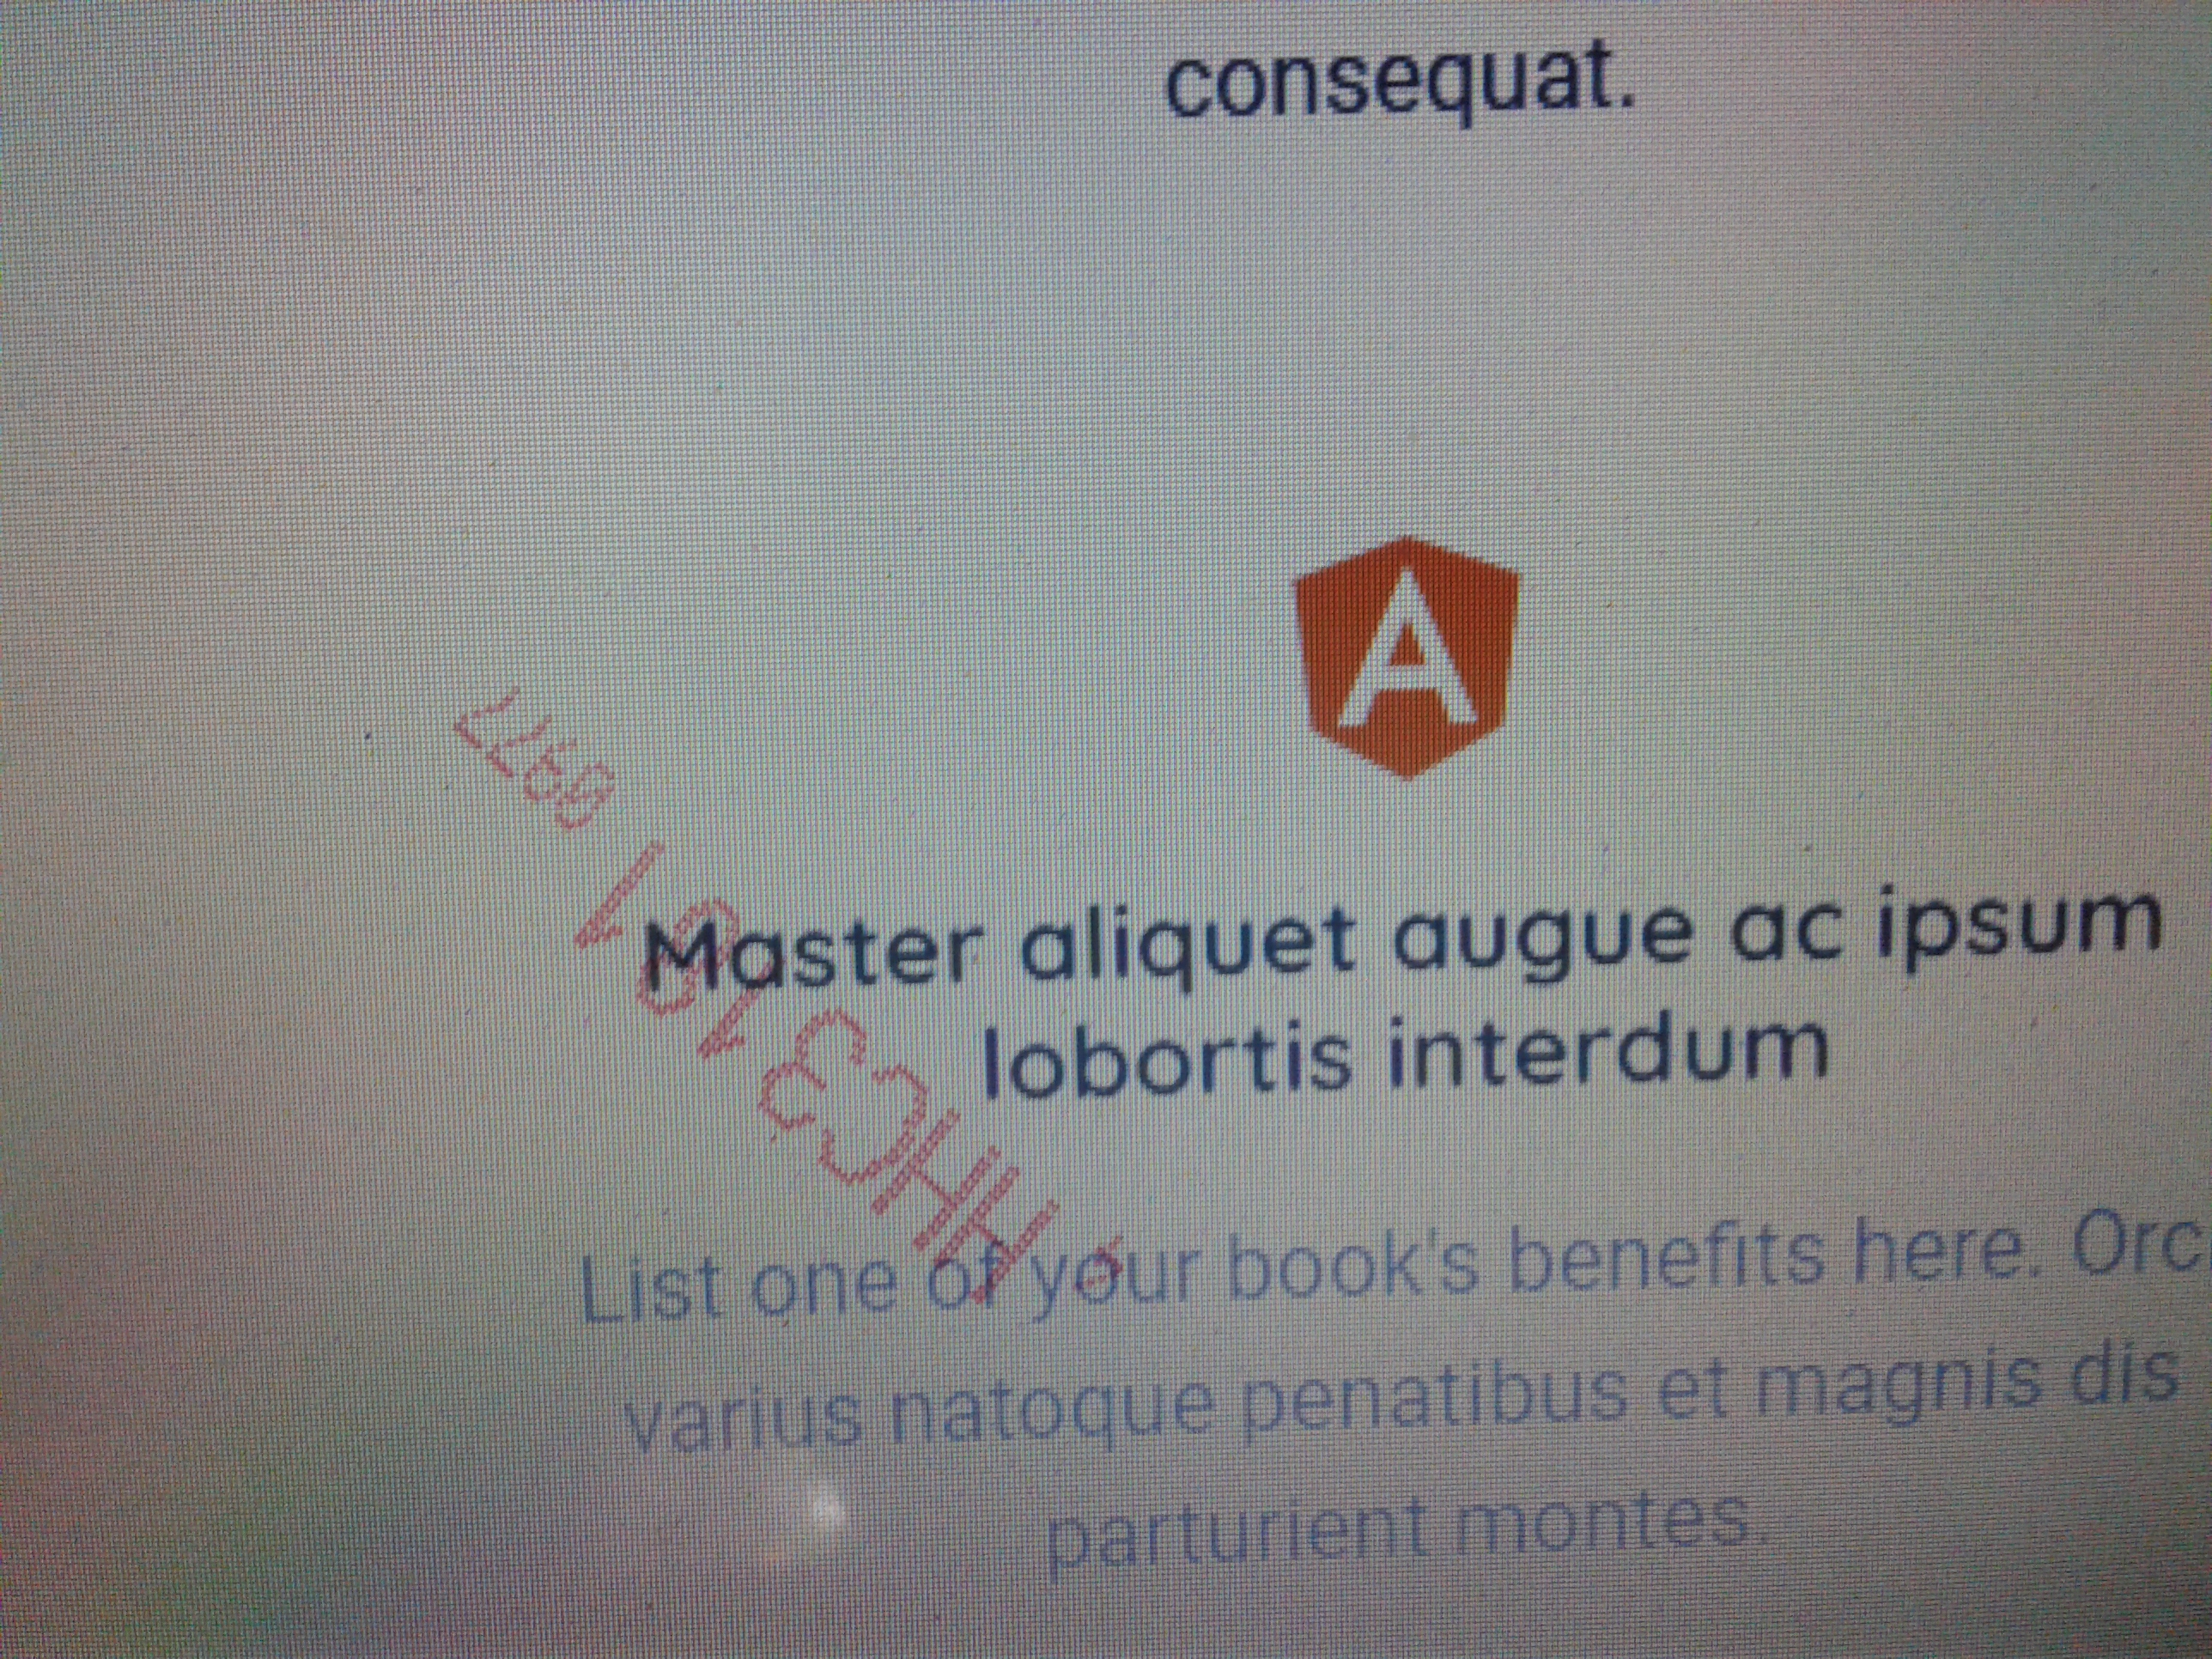 consequat.
A
Master aliquet augue ac ipsum
lobortis interdum
List one of your book's benefits here. Orc
varius natoque penatibus et magnis dis
parturient montes.